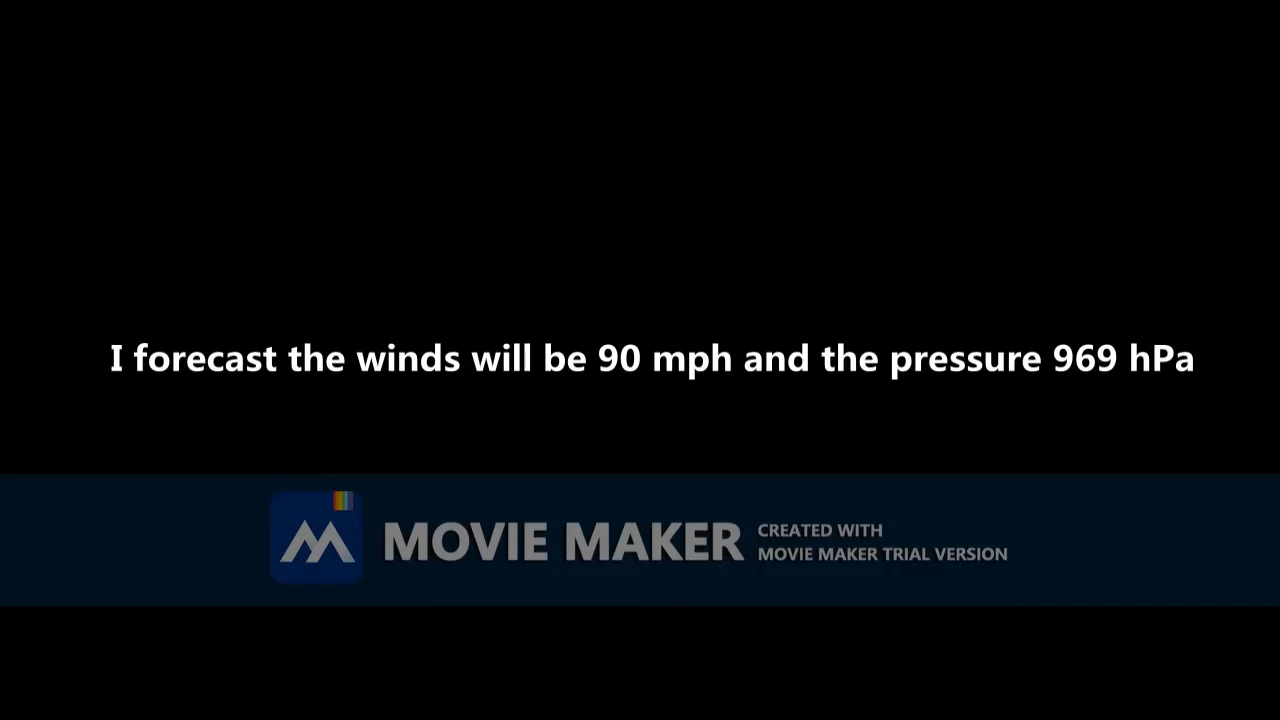 I forecast the winds will be 90 mph and the pressure 969 hPa
MOVIE MAKER
CREATED WITH
MOVIE MAKER TRIAL VERSION